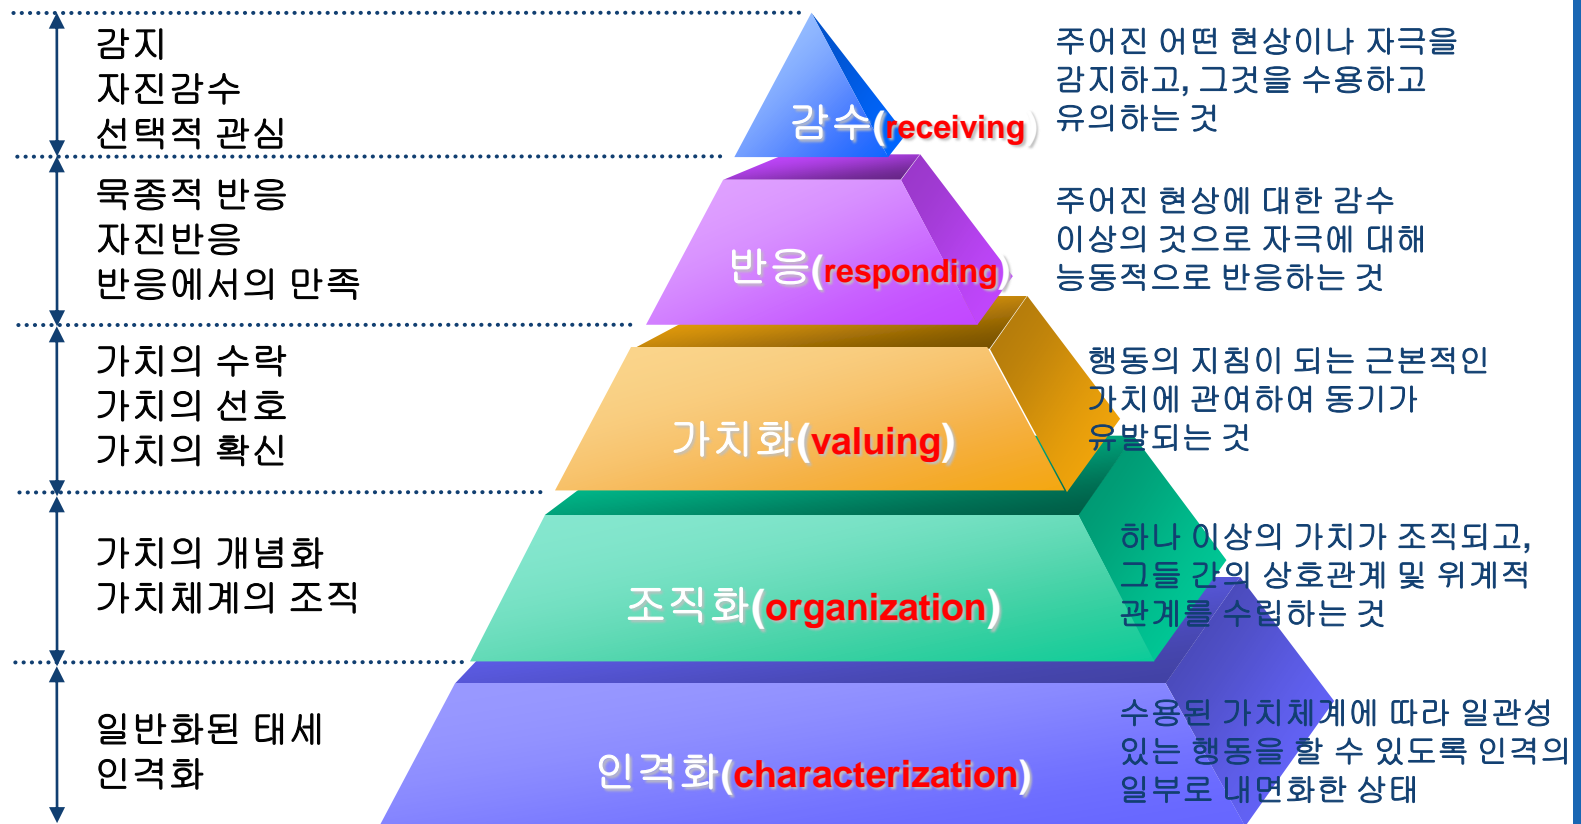 감지
자진감수
선택적 관심
감수(receiving)
주어진 어떤 현상이나 자극을
감지하고, 그것을 수용하고
유의하는 것
묵종적 반응
자진반응
반응에서의 만족
반응(responding)
주어진 현상에 대한 감수
이상의 것으로 자극에 대해
능동적으로 반응하는 것
가치의 수락
가치의 선호
가치의 확신
가치화(valuing)
행동의 지침이 되는 근본적인
가치에 관여하여 동기가
유발되는 것
가치의 개념화
가치체계의 조직
조직화(organization)
하나 이상의 가치가 조직되고,
그들 간의 상호관계 및 위계적
관계를 수립하는 것
일반화된 태세
인격화
인격화(characterization)
수용된 가치체계에 따라 일관성
있는 행동을 할 수 있도록 인격의
일부로 내면화한 상태